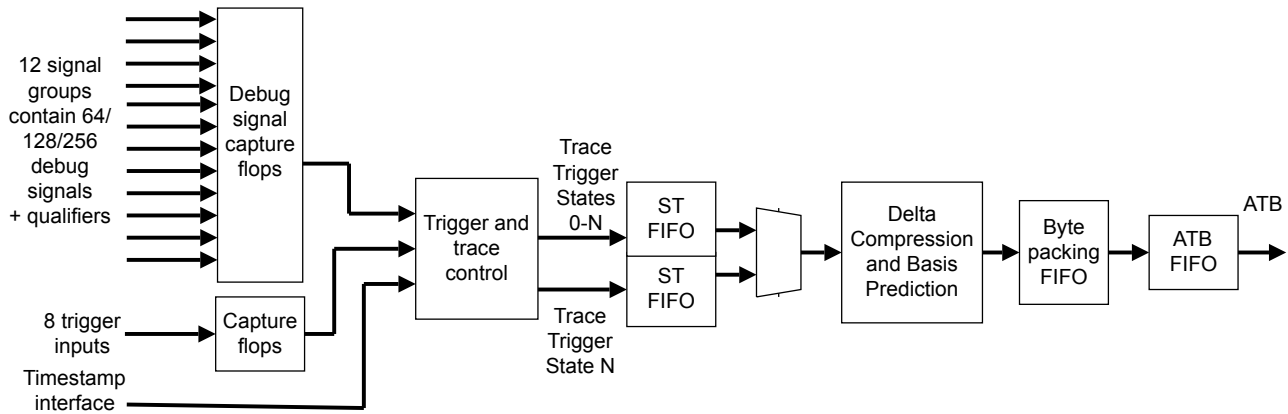 12 signal
groups
contain 64/
128/256
debug
signals
+ qualifiers
Debug
signal
capture
flops
8 trigger
inputs
Capture
flops
Timestamp
interface
Trigger and
trace
control
Trace
Trigger
States
0-N
ST
FIFO
ST
FIFO
Trace
Trigger
State N
Delta
Compression
and Basis
Prediction
Byte
packing
FIFO
ATB
FIFO
ATB